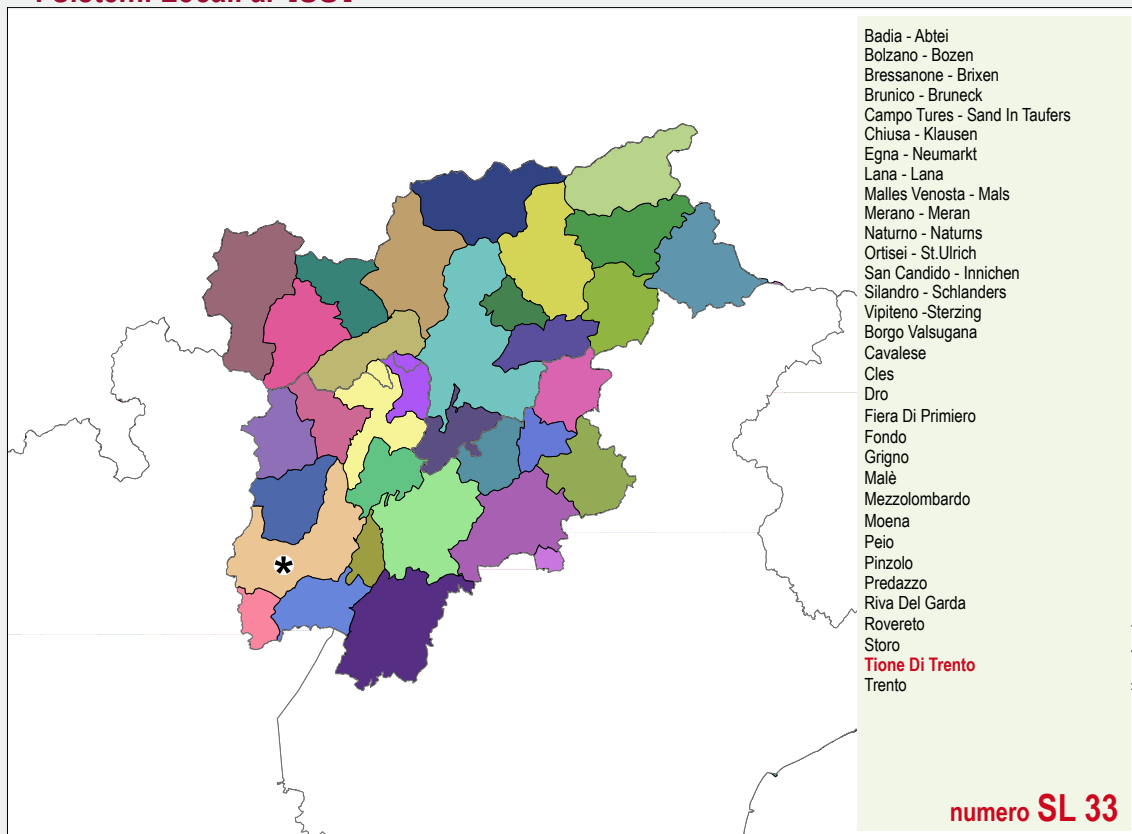 Badia - Abtei
Bolzano - Bozen
Bressanone - Brixen
Brunico - Bruneck
Campo Tures - Sand In Taufers
Chiusa - Klausen
Egna - Neumarkt
Lana - Lana
Malles Venosta - Mals
Merano - Meran
Naturno - Naturns
Ortisei - St.Ulrich
San Candido - Innichen
Silandro - Schlanders
Vipiteno -Sterzing
Borgo Valsugana
Cavalese
Cles
Dro
Fiera Di Primiero
Fondo
Grigno
Malè
Mezzolombardo
Moena
Peio
Pinzolo
Predazzo
Riva Del Garda
Rovereto
Storo
Tione Di Trento
Trento
*
numero SL 33